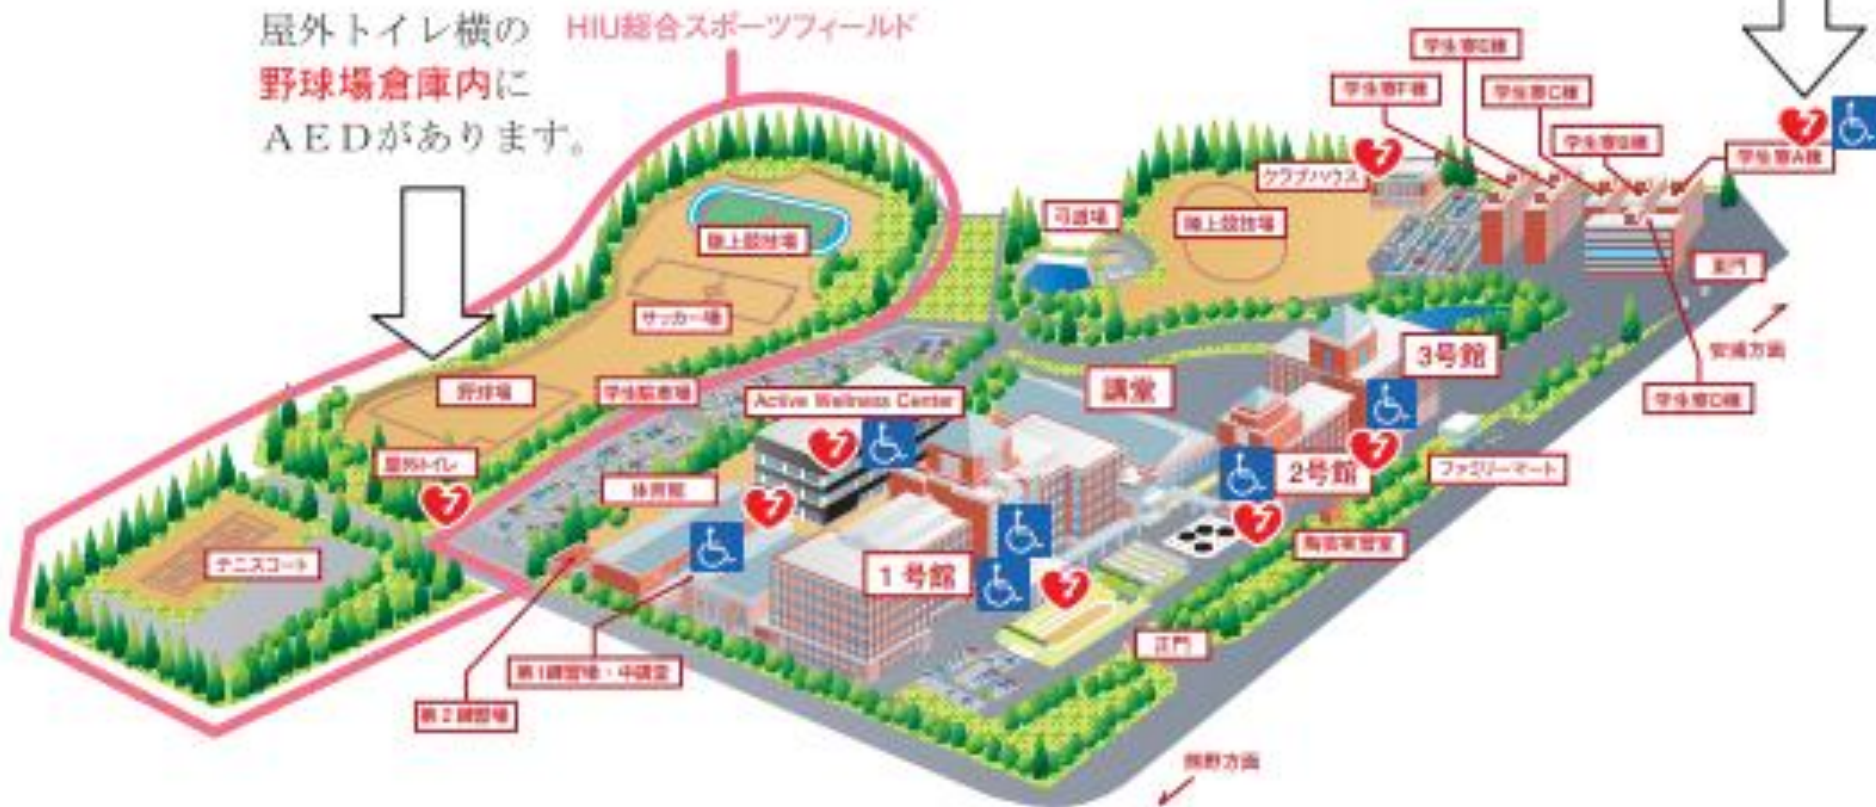 屋外トイレ横の
野球場倉庫内に
AEDがあります。
HIU総合スポーツフィールド
学生寮E棟
学生寮F棟
学生寮C棟
学生寮B棟
学生寮A棟
クラブハウス
弓道場
陸上競技場
陸上競技場
東門
サッカー場
安浦方面
3号館
講堂
野球場
学生駐車場
Active Wellness Center
学生寮D棟
屋外トイレ
体育館
2号館
ファミリーマート
陶芸実習室
テニスコート
1号館
正門
第1練習場・中講堂
第2練習場
熊野方面